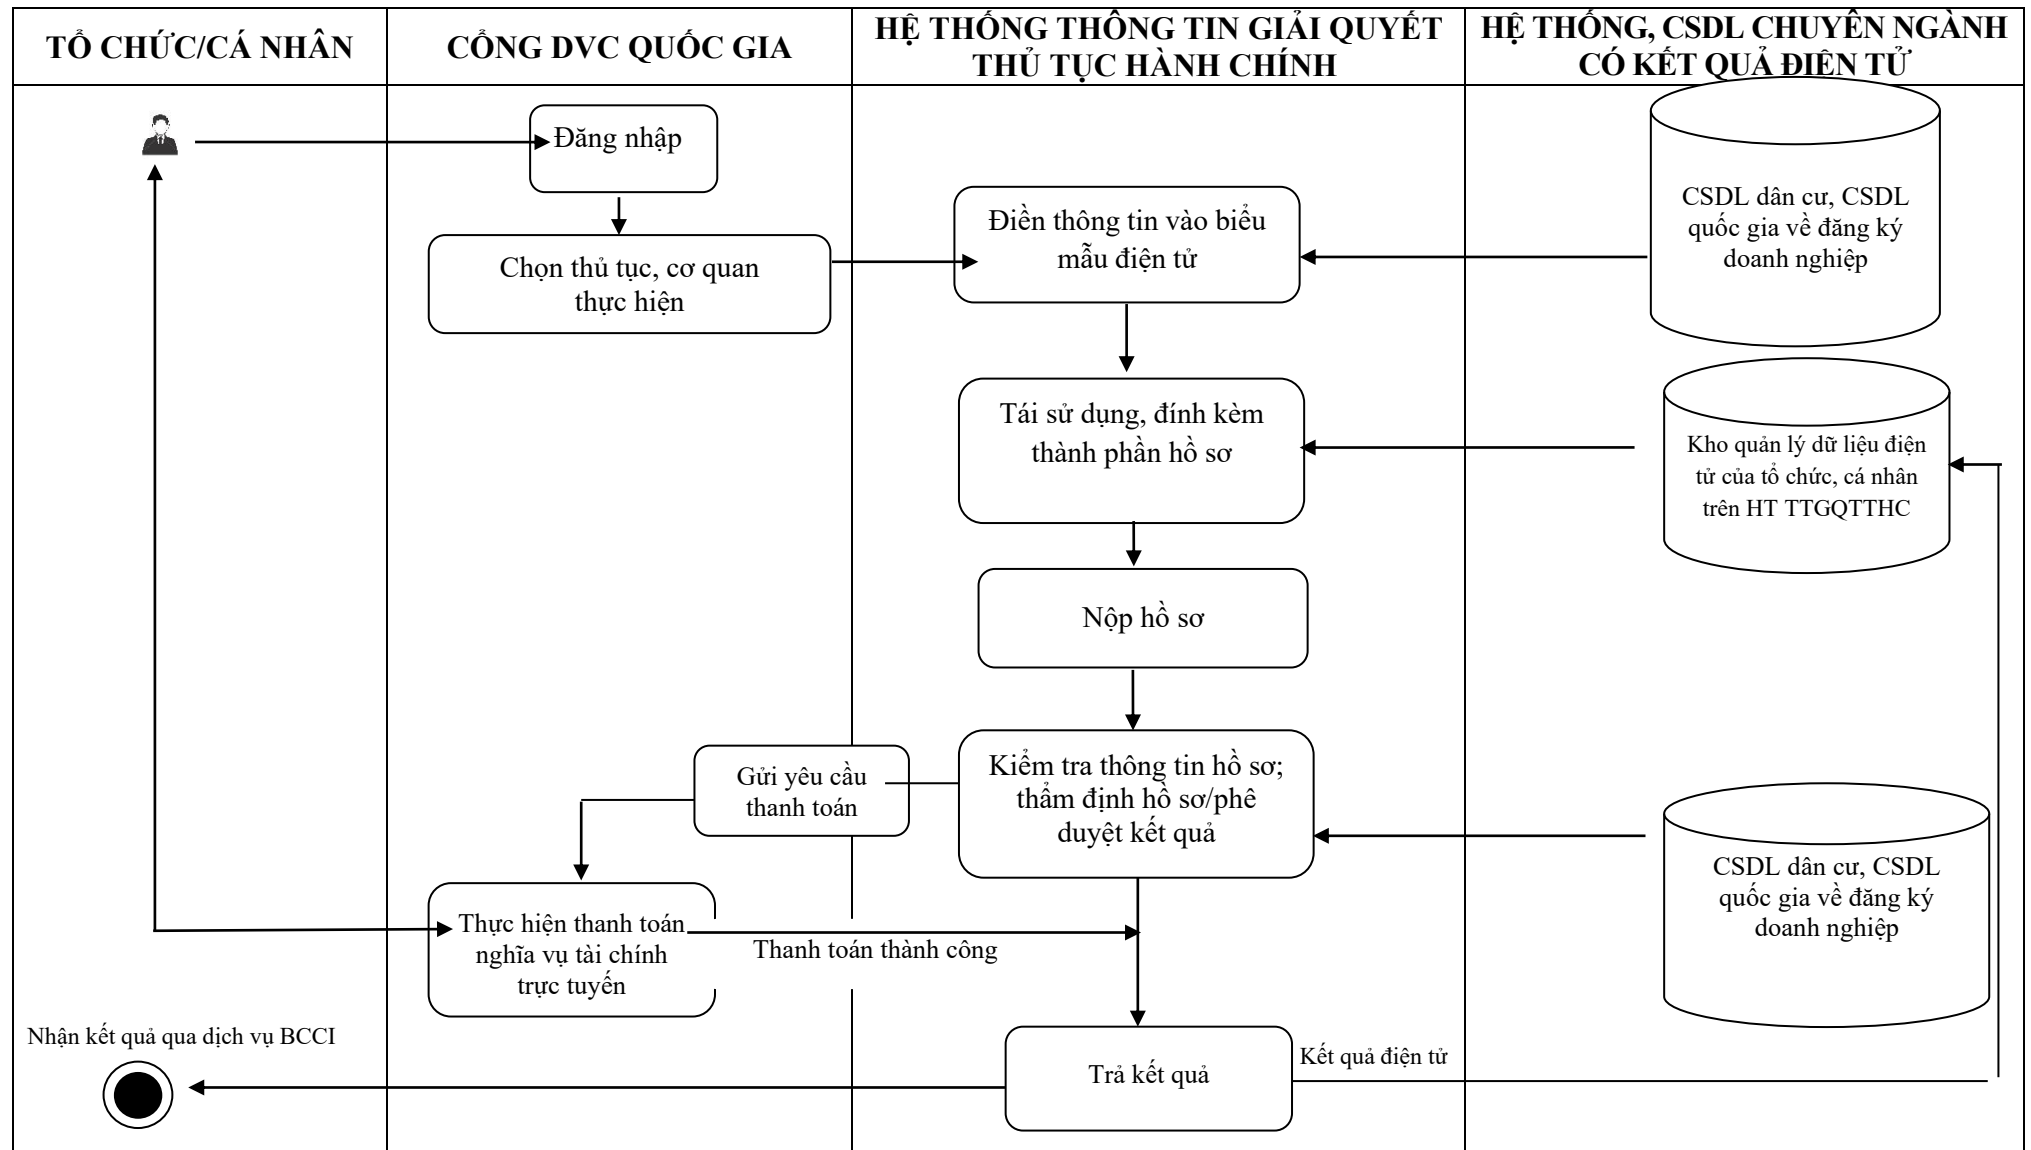 TỔ CHỨC/CÁ NHÂN
CỔNG DVC QUỐC GIA
HỆ THỐNG THÔNG TIN GIẢI QUYẾT
THỦ TỤC HÀNH CHÍNH
HỆ THỐNG, CSDL CHUYÊN NGÀNH
CÓ KẾT QUẢ ĐIỆN TỬ
Đăng nhập
Chọn thủ tục, cơ quan
thực hiện
Điền thông tin vào biểu
mẫu điện tử
CSDL dân cư, CSDL
quốc gia về đăng ký
doanh nghiệp
Tái sử dụng, đính kèm
thành phần hồ sơ
Kho quản lý dữ liệu điện
tử của tổ chức, cá nhân
trên HT TTGQTTHC
Nộp hồ sơ
Kiểm tra thông tin hồ sơ;
thẩm định hồ sơ/phê
duyệt kết quả
Gửi yêu cầu
thanh toán
CSDL dân cư, CSDL
quốc gia về đăng ký
doanh nghiệp
Thực hiện thanh toán
nghĩa vụ tài chính
trực tuyến
Thanh toán thành công
Nhận kết quả qua dịch vụ BCCI
Trả kết quả
Kết quả điện tử